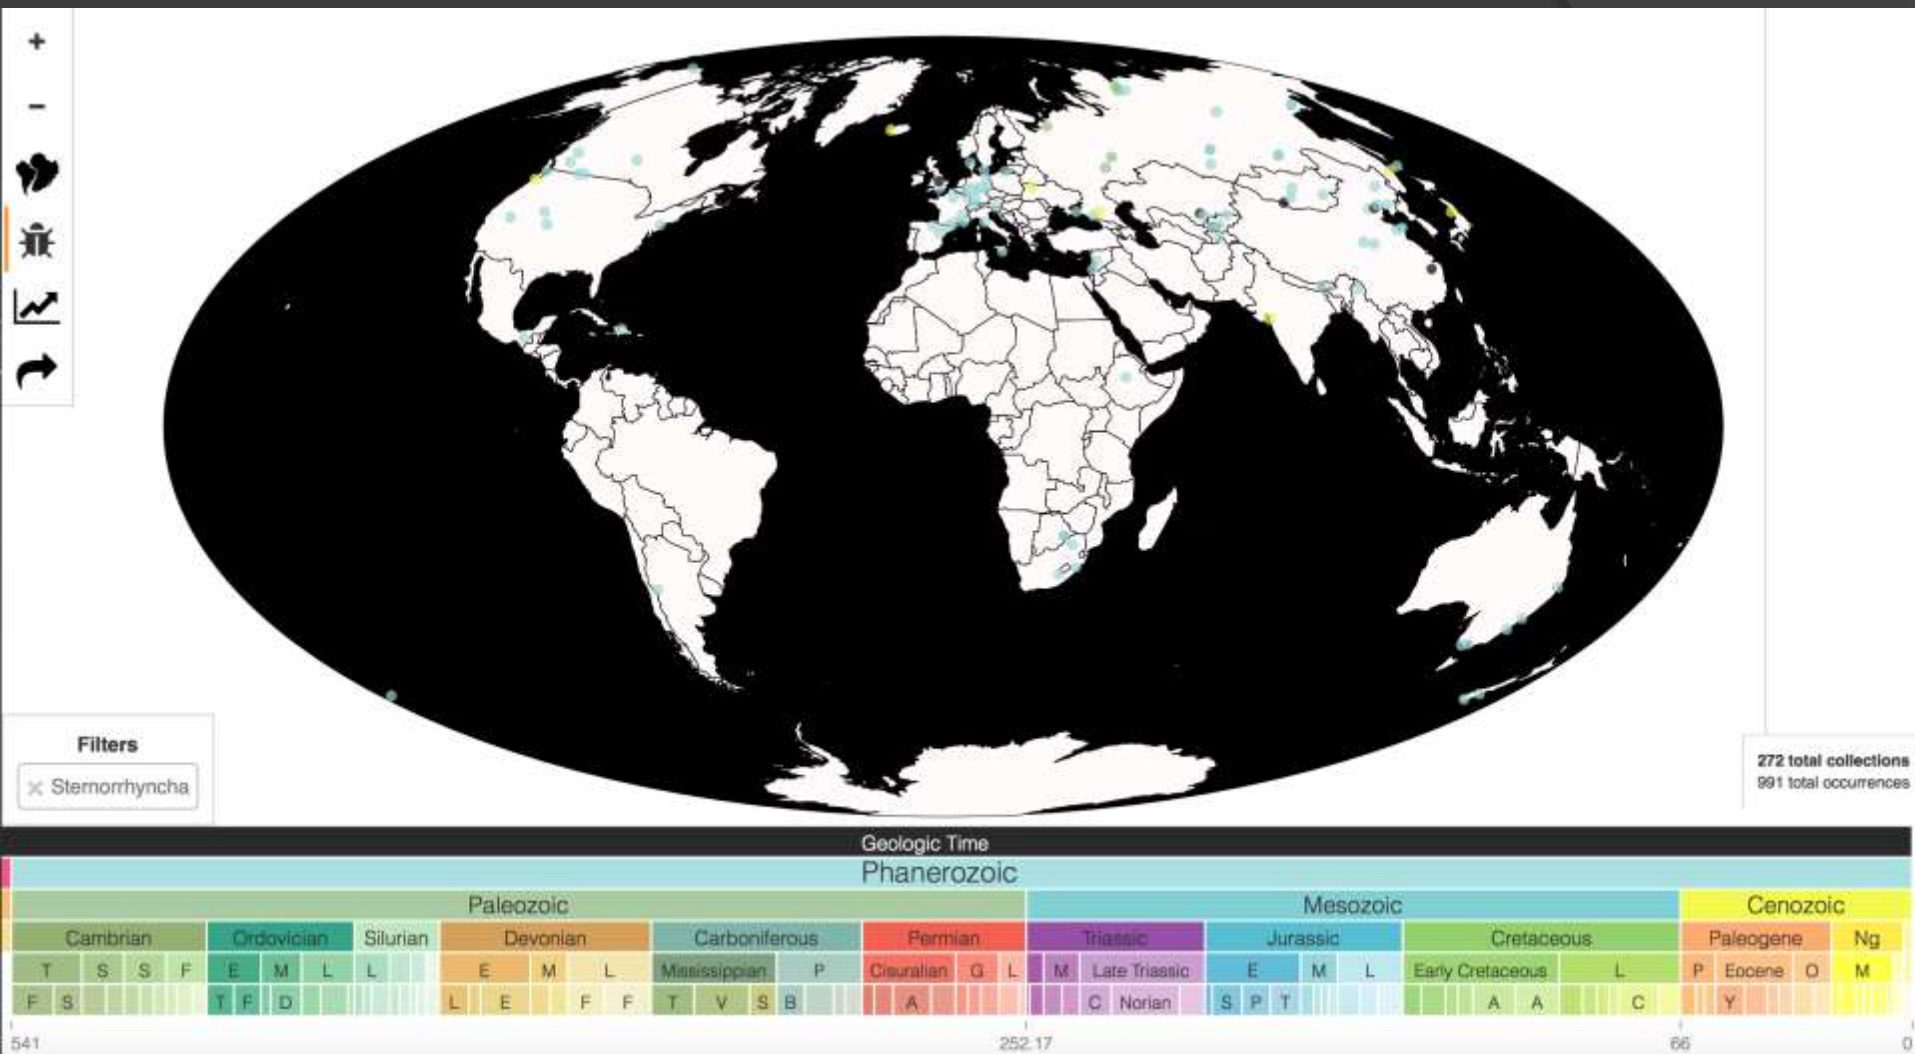 +
-
Filters
× Sternorrhyncha
272 total collections
991 total occurrences
Geologic Time
Phanerozoic
Paleozoic Mesozoic Cenozoic
Cambrian Ordovician Silurian Devonian Carboniferous Permian Triassic Jurassic Cretaceous Paleogene Ng
T S S F E M L L E M L Mississippian P Cisuralian G L M Late Triassic E M L Early Cretaceous L P Eocene O M
F S T F D L E F F T V S B A C Norian S P T A A C Y
541 252.17 66 0